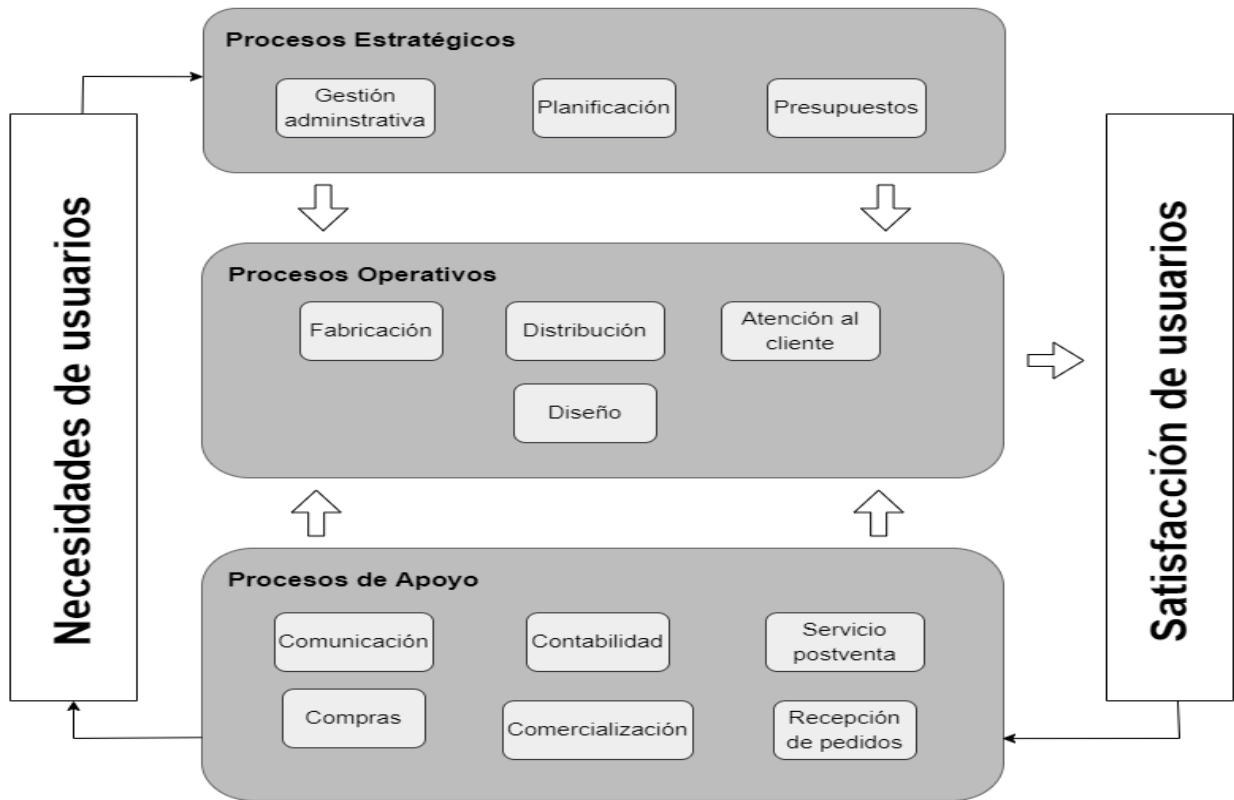 Procesos Estratégicos
Gestión
adminstrativa
Planificación
Presupuestos
Necesidades de usuarios
Procesos Operativos
Fabricación
Distribución
Atención al
cliente
Diseño
Satisfacción de usuarios
Procesos de Apoyo
Comunicación
Contabilidad
Servicio
postventa
Compras
Comercialización
Recepción
de pedidos